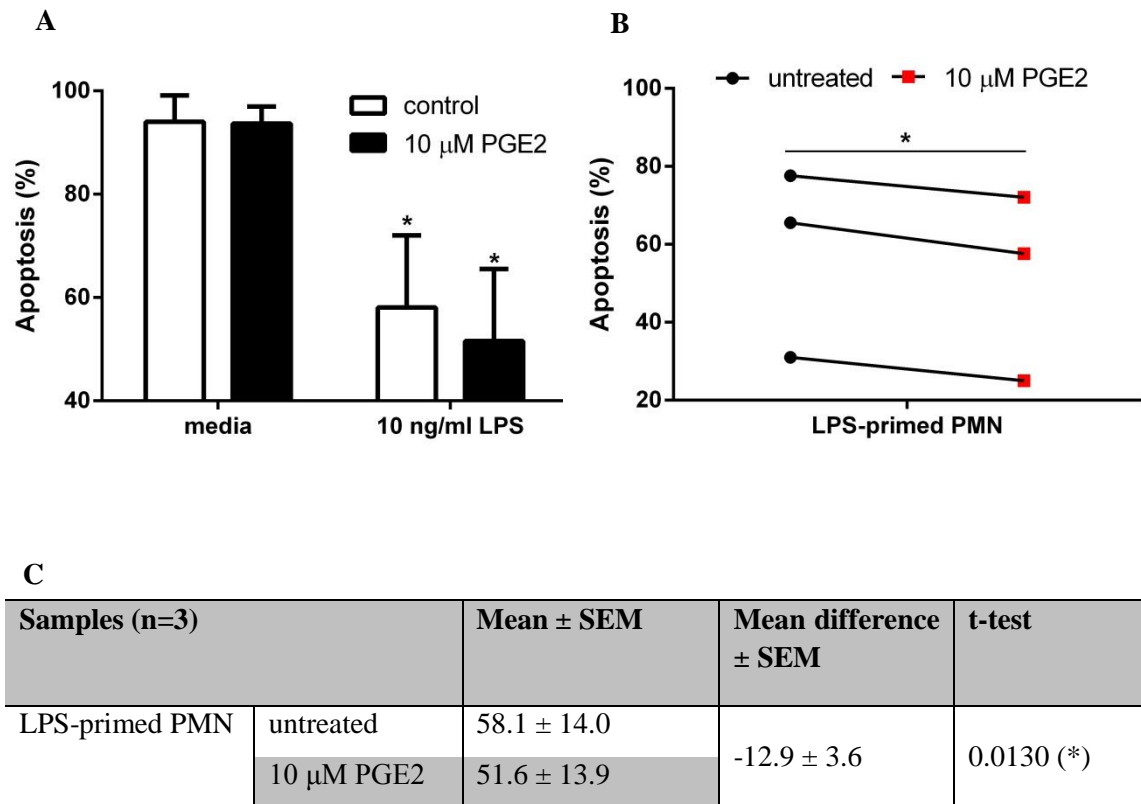 A
100
80
60
40
Apoptosis (%)
control
10 μM PGE2
*
*
media
10 ng/ml LPS
B
untreated
10 μM PGE2
100
80
60
40
20
Apoptosis (%)
*
LPS-primed PMN
C
Samples (n=3)
Mean ± SEM
Mean difference
± SEM
t-test
LPS-primed PMN
untreated
58.1 ± 14.0
-12.9 ± 3.6
0.0130 (*)
10 μM PGE2
51.6 ± 13.9